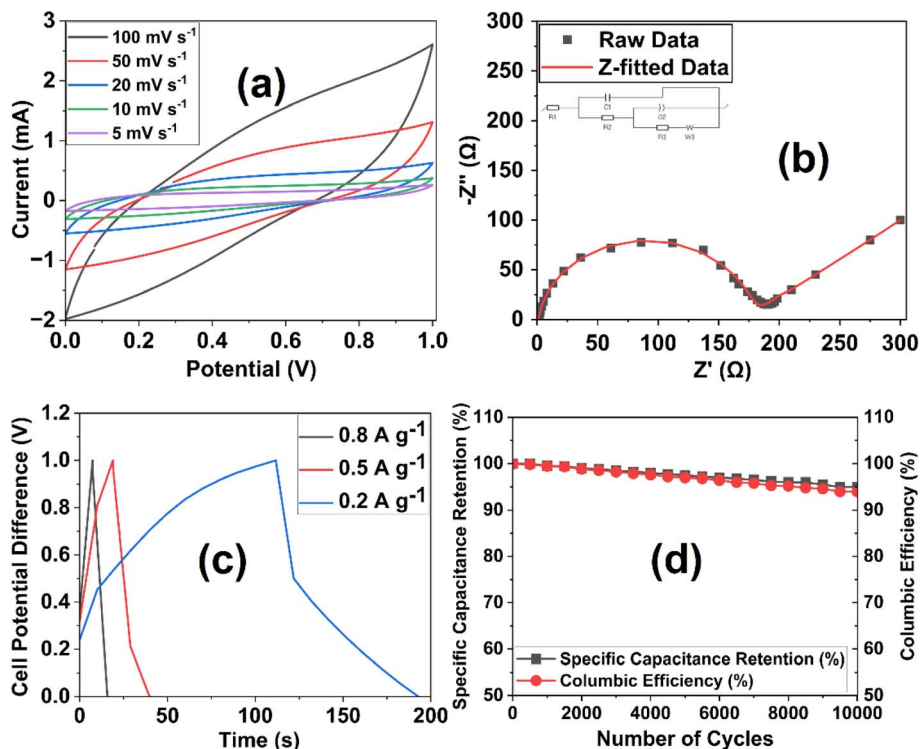 (a)
100 mV s⁻¹
50 mV s⁻¹
20 mV s⁻¹
10 mV s⁻¹
5 mV s⁻¹
Current (mA)
3
2
1
0
−1
−2
0.0 0.2 0.4 0.6 0.8 1.0
Potential (V)
(b)
Raw Data
Z-fitted Data
R1
C1
R2
R3
W3
-Z'' (Ω)
300
250
200
150
100
50
0
0 50 100 150 200 250 300
Z' (Ω)
(c)
0.8 A g⁻¹
0.5 A g⁻¹
0.2 A g⁻¹
Cell Potential Difference (V)
1.2
1.0
0.8
0.6
0.4
0.2
0.0
0 50 100 150 200
Time (s)
(d)
Specific Capacitance Retention (%)
110
100
90
80
70
60
50
Specific Capacitance Retention (%)
Columbic Efficiency (%)
0 2000 4000 6000 8000 10000
Number of Cycles
110
100
90
80
70
60
50
Columbic Efficiency (%)